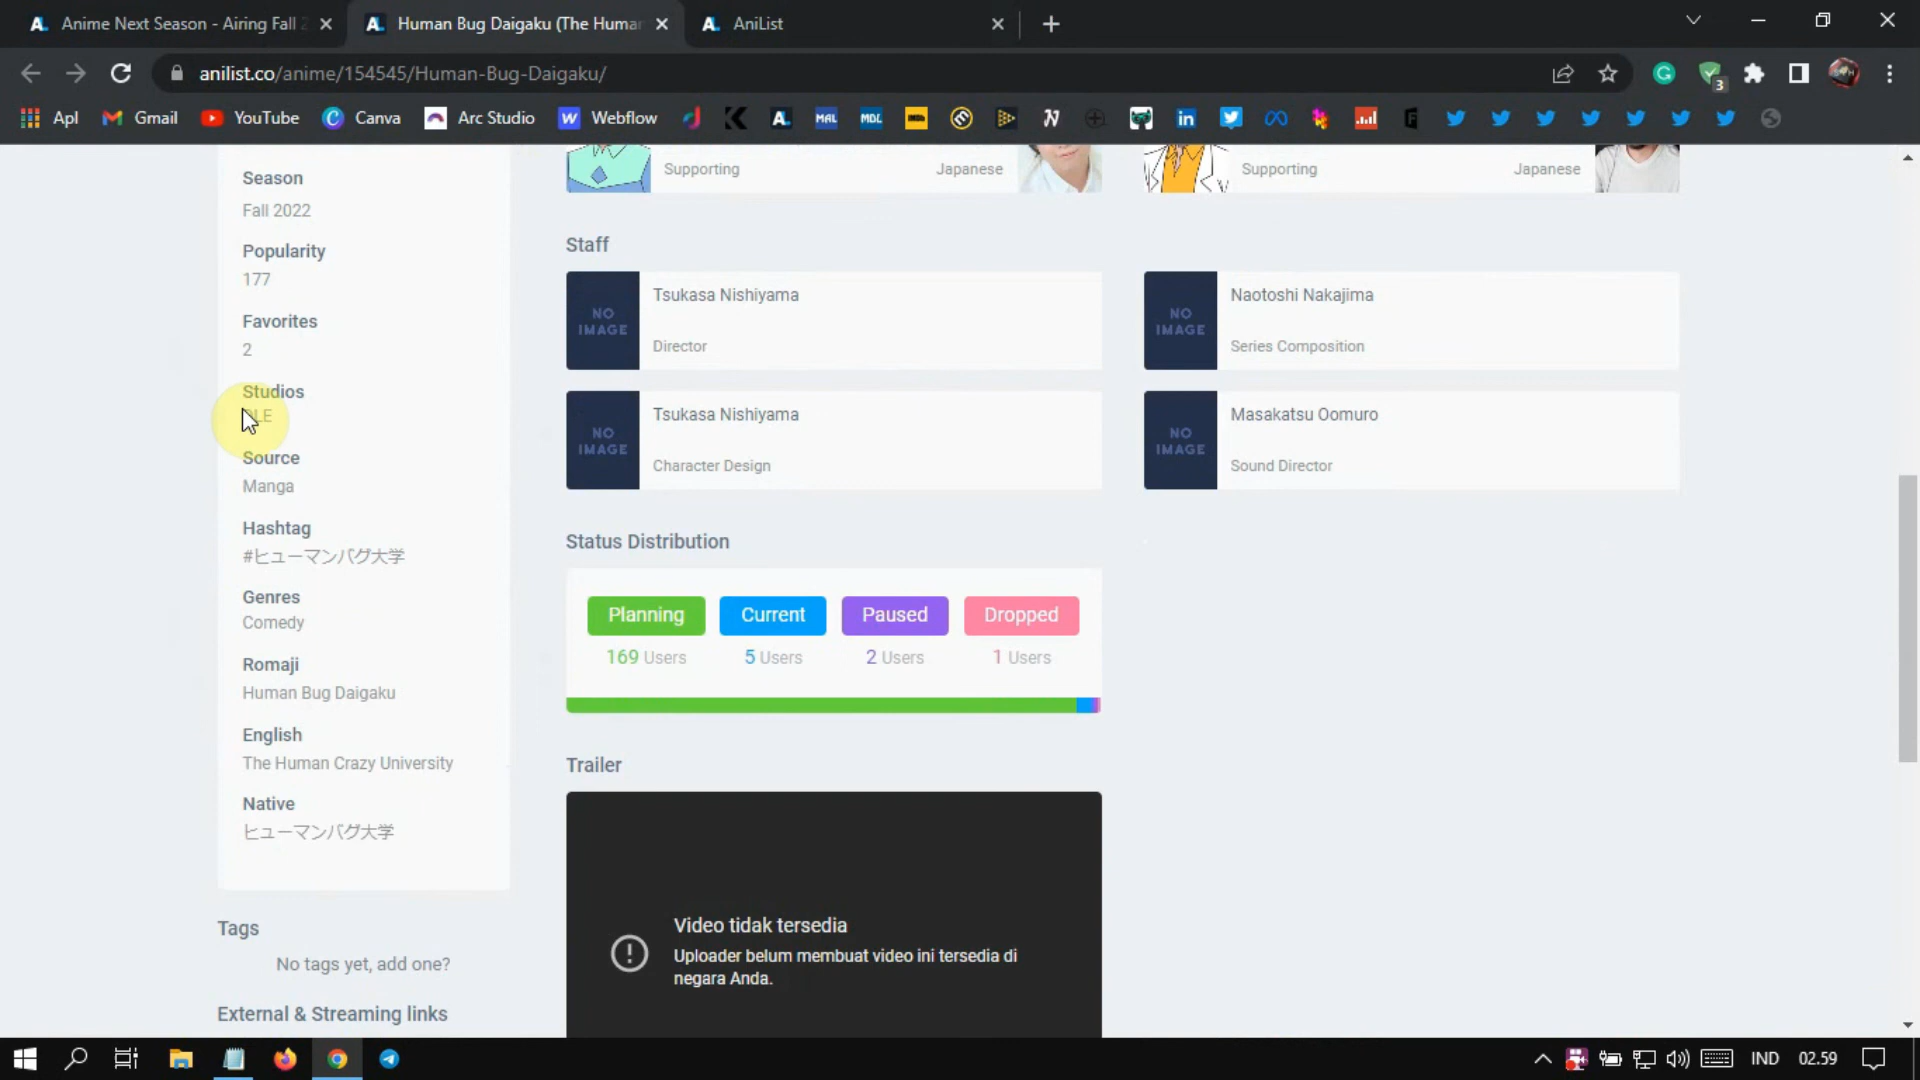 Anime Next Season - Airing Fall 2
Human Bug Daigaku (The Human
AniList
anilist.co/anime/154545/Human-Bug-Daigaku/
3
Apl
Gmail
YouTube
Canva
Arc Studio
Webflow
MAL
MDL
Season
Fall 2022
Popularity
177
Favorites
2
Studios
Source
Manga
Hashtag
#ヒューマンバグ大学
Genres
Comedy
Romaji
Human Bug Daigaku
English
The Human Crazy University
Native
ヒューマンバグ大学
Tags
No tags yet, add one?
External & Streaming links
Supporting Japanese
Supporting Japanese
Staff
NO IMAGE
Tsukasa Nishiyama
Director
NO IMAGE
Naotoshi Nakajima
Series Composition
NO IMAGE
Tsukasa Nishiyama
Character Design
NO IMAGE
Masakatsu Oomuro
Sound Director
Status Distribution
Planning Current Paused Dropped
169 Users 5 Users 2 Users 1 Users
Trailer
Video tidak tersedia
Uploader belum membuat video ini tersedia di
negara Anda.
IND 02.59